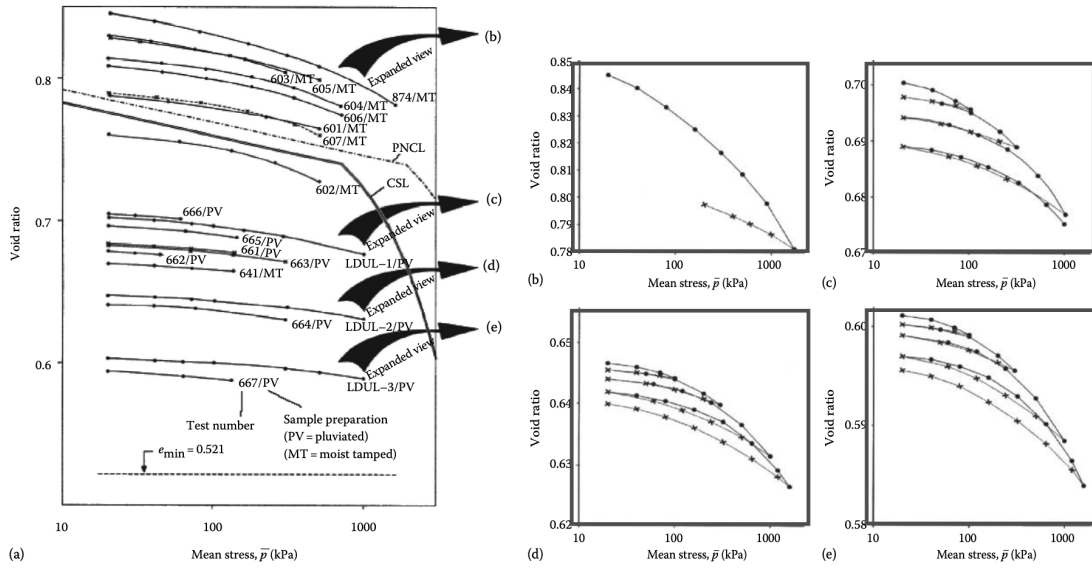 (b)
Expanded view
0.8
603/MT
605/MT
874/MT
604/MT
606/MT
601/MT
607/MT
PNCL
602/MT
CSL
(c)
Void ratio
0.7
666/PV
665/PV
661/PV
662/PV
663/PV
641/MT
Expanded view
LDUL−1/PV
(d)
664/PV
Expanded view
LDUL−2/PV
(e)
0.6
Expanded view
LDUL−3/PV
667/PV
Test number
Sample preparation
(PV = pluviated)
(MT = moist tamped)
emin = 0.521
10
100
1000
(a)
Mean stress, p̄ (kPa)
0.85
0.84
0.83
0.82
0.81
0.80
0.79
0.78
Void ratio
10
100
1000
(b)
Mean stress, p̄ (kPa)
0.70
0.69
0.68
0.67
Void ratio
10
100
1000
(c)
Mean stress, p̄ (kPa)
0.65
0.64
0.63
0.62
Void ratio
10
100
1000
(d)
Mean stress, p̄ (kPa)
0.60
0.59
0.58
Void ratio
10
100
1000
(e)
Mean stress, p̄ (kPa)